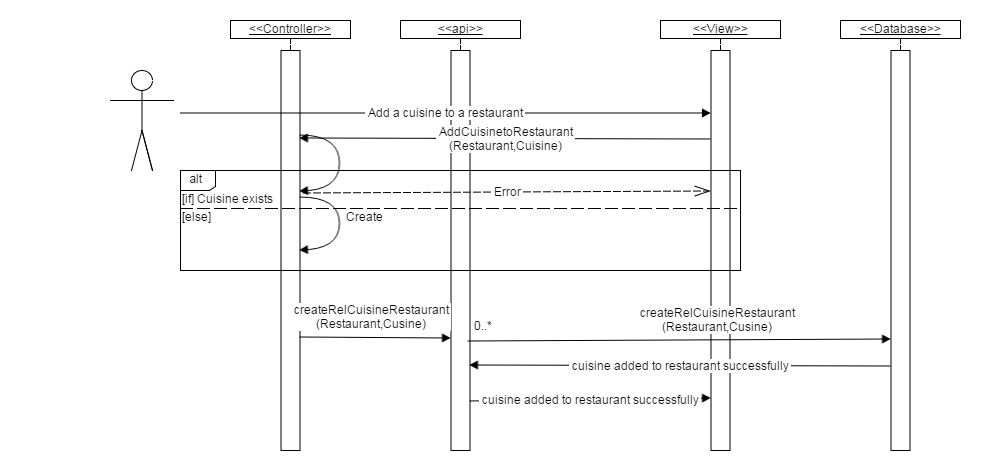 <<Controller>>
<<api>>
<<View>>
<<Database>>
Add a cuisine to a restaurant
AddCuisinetoRestaurant
(Restaurant,Cuisine)
alt
Error
[if] Cuisine exists
[else]
Create
createRelCuisineRestaurant
(Restaurant,Cusine)
0..*
createRelCuisineRestaurant
(Restaurant,Cusine)
cuisine added to restaurant successfully
cuisine added to restaurant successfully